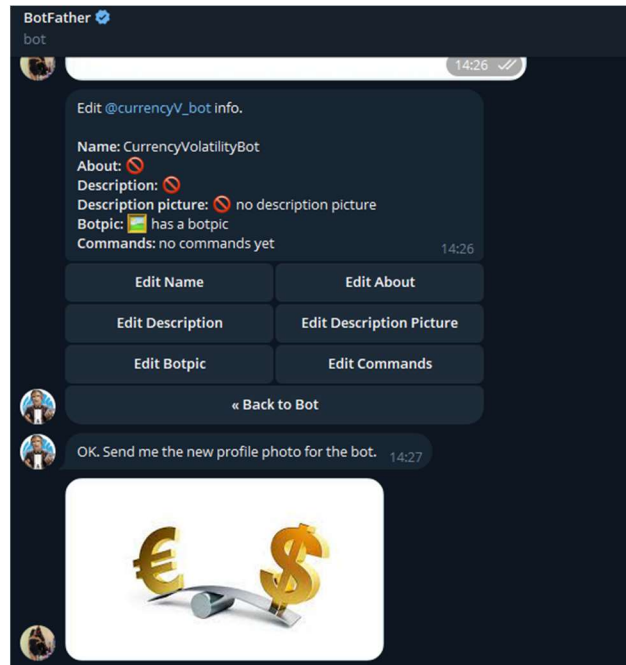 BotFather
bot
14:26
Edit @currencyV_bot info.
Name: CurrencyVolatilityBot
About: 🚫
Description: 🚫
Description picture: 🚫 no description picture
Botpic: 🖼 has a botpic
Commands: no commands yet
14:26
Edit Name
Edit About
Edit Description
Edit Description Picture
Edit Botpic
Edit Commands
« Back to Bot
OK. Send me the new profile photo for the bot. 14:27
€ $